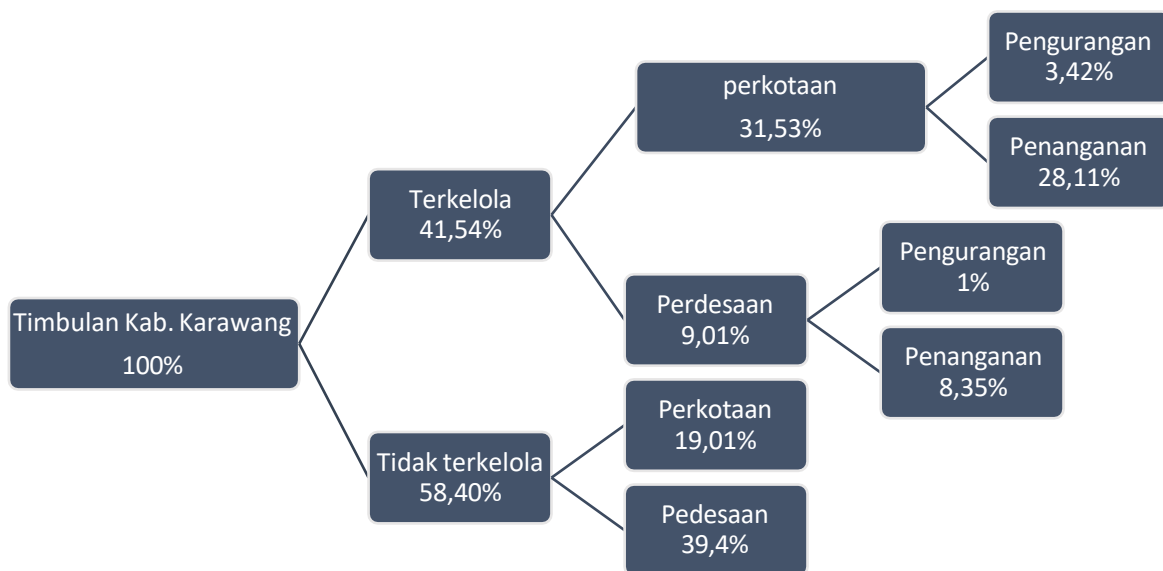 Timbulan Kab. Karawang
100%
Terkelola
41,54%
perkotaan
31,53%
Pengurangan
3,42%
Penanganan
28,11%
Perdesaan
9,01%
Pengurangan
1%
Penanganan
8,35%
Tidak terkelola
58,40%
Perkotaan
19,01%
Pedesaan
39,4%